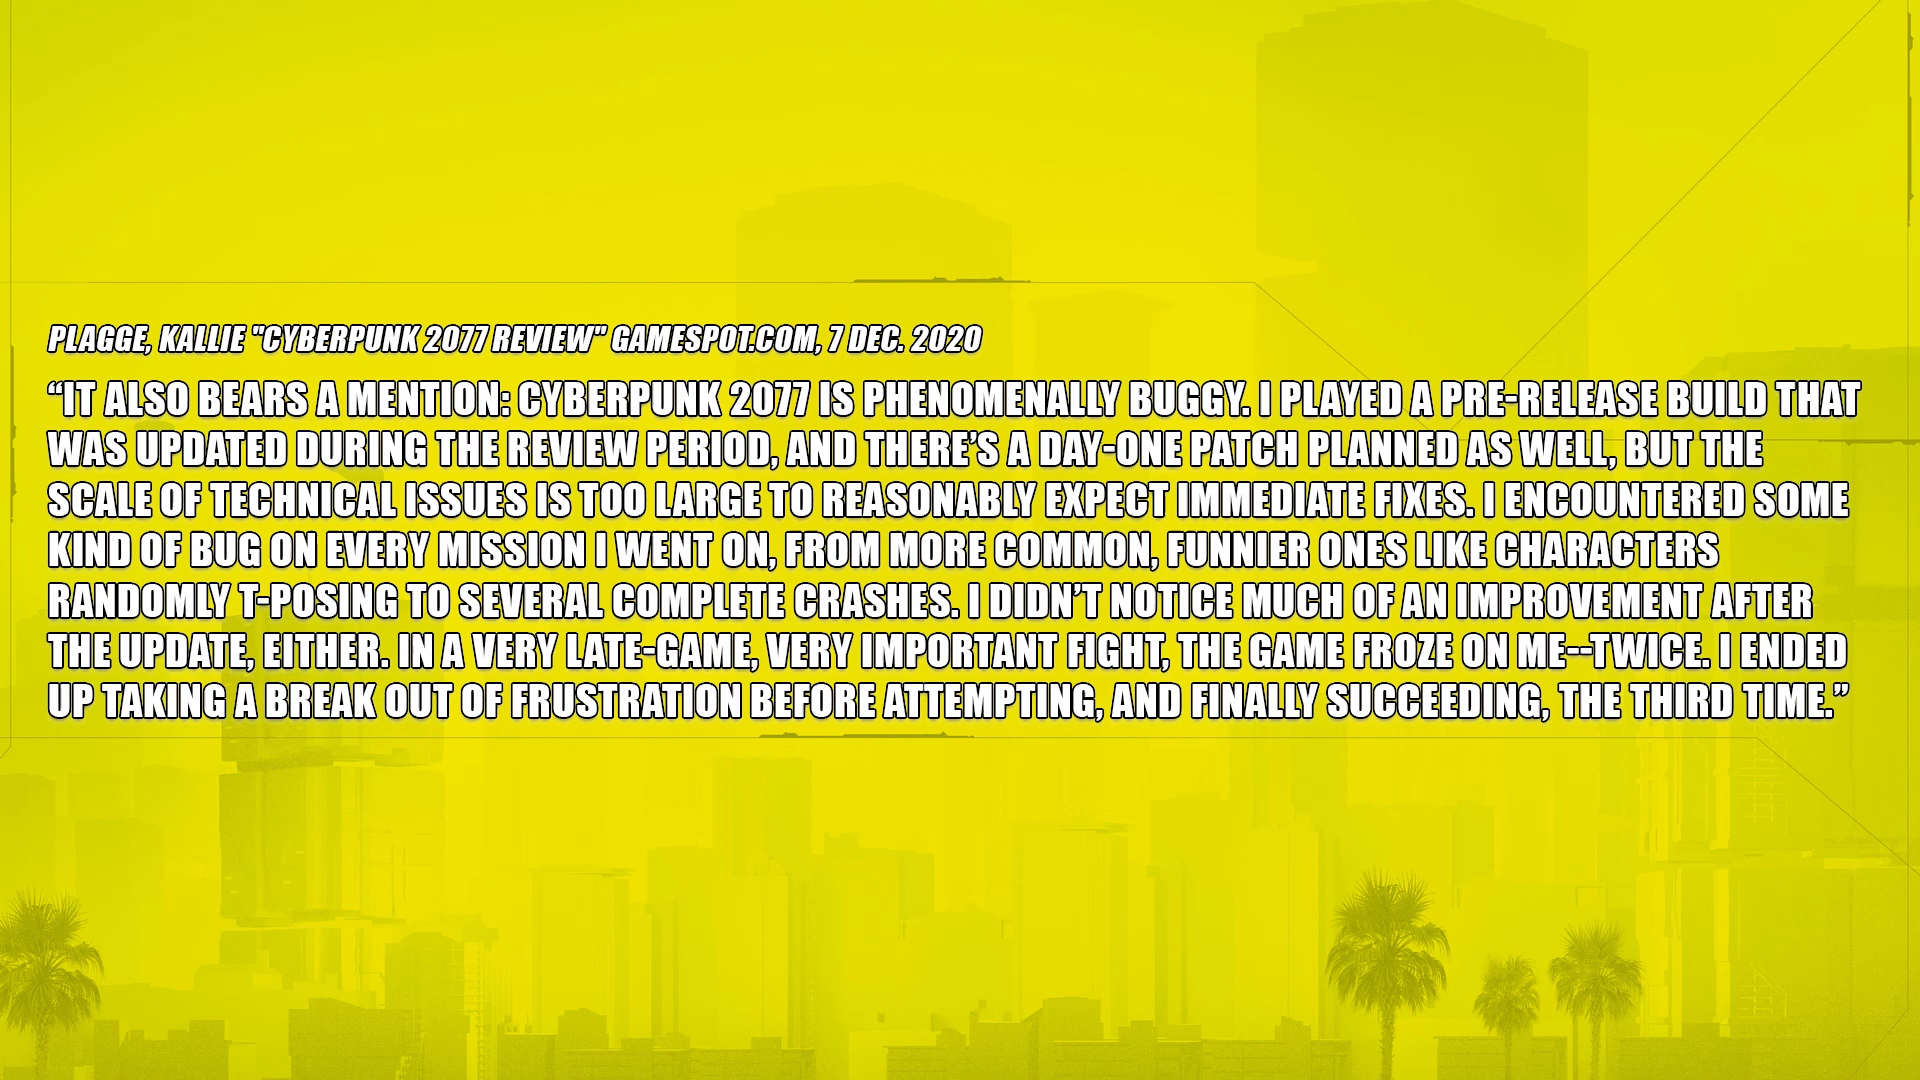 PLAGGE, KALLIE "CYBERPUNK 2077 REVIEW" GAMESPOT.COM, 7 DEC. 2020
“IT ALSO BEARS A MENTION: CYBERPUNK 2077 IS PHENOMENALLY BUGGY. I PLAYED A PRE-RELEASE BUILD THAT
WAS UPDATED DURING THE REVIEW PERIOD, AND THERE’S A DAY-ONE PATCH PLANNED AS WELL, BUT THE
SCALE OF TECHNICAL ISSUES IS TOO LARGE TO REASONABLY EXPECT IMMEDIATE FIXES. I ENCOUNTERED SOME
KIND OF BUG ON EVERY MISSION I WENT ON, FROM MORE COMMON, FUNNIER ONES LIKE CHARACTERS
RANDOMLY T-POSING TO SEVERAL COMPLETE CRASHES. I DIDN’T NOTICE MUCH OF AN IMPROVEMENT AFTER
THE UPDATE, EITHER. IN A VERY LATE-GAME, VERY IMPORTANT FIGHT, THE GAME FROZE ON ME--TWICE. I ENDED
UP TAKING A BREAK OUT OF FRUSTRATION BEFORE ATTEMPTING, AND FINALLY SUCCEEDING, THE THIRD TIME.”